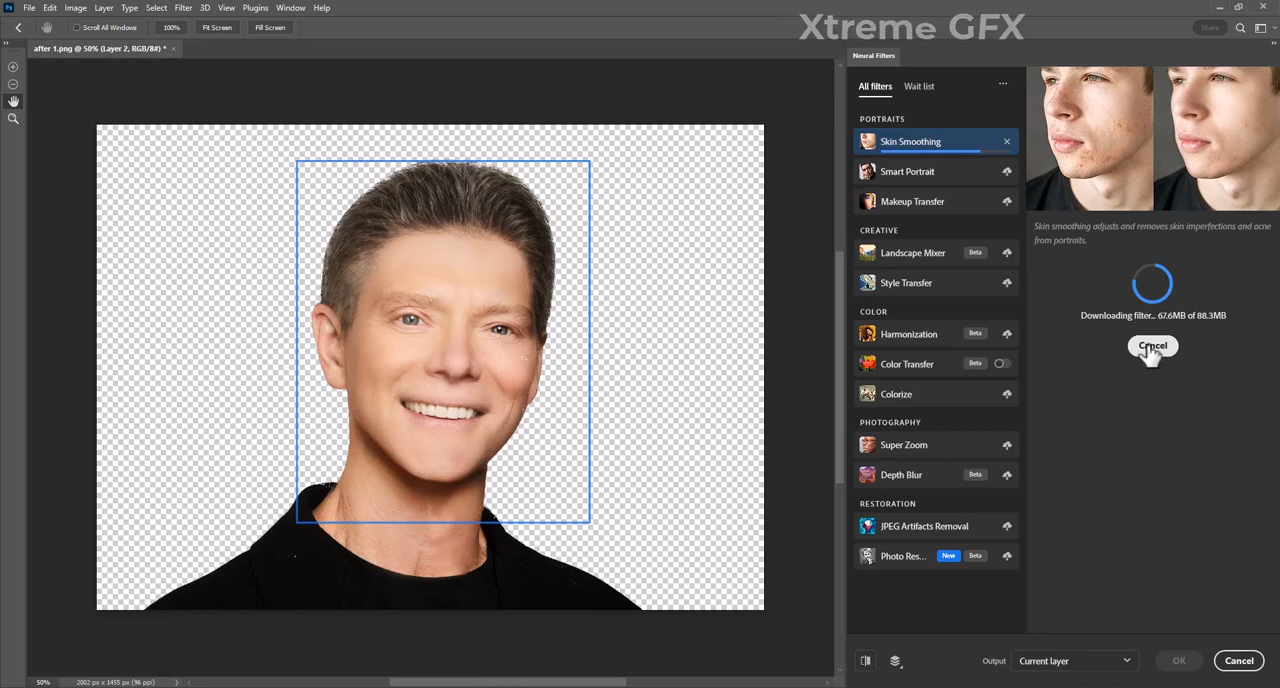 Ps File Edit Image Layer Type Select Filter 3D View Plugins Window Help
Xtreme GFX
Scroll All Windows 100% Fit Screen Fill Screen Share
after 1.png @ 50% (Layer 2, RGB/8#) * ×
Neural Filters
All filters Wait list
PORTRAITS
Skin Smoothing
Smart Portrait
Makeup Transfer
CREATIVE
Landscape Mixer Beta
Style Transfer
COLOR
Harmonization Beta
Color Transfer Beta
Colorize
PHOTOGRAPHY
Super Zoom
Depth Blur Beta
RESTORATION
JPEG Artifacts Removal
Photo Res... New Beta
Skin smoothing adjusts and removes skin imperfections and acne
from portraits.
Downloading filter... 67.6MB of 88.3MB
Cancel
Output Current layer OK Cancel
50% 2002 px x 1455 px (96 ppi)